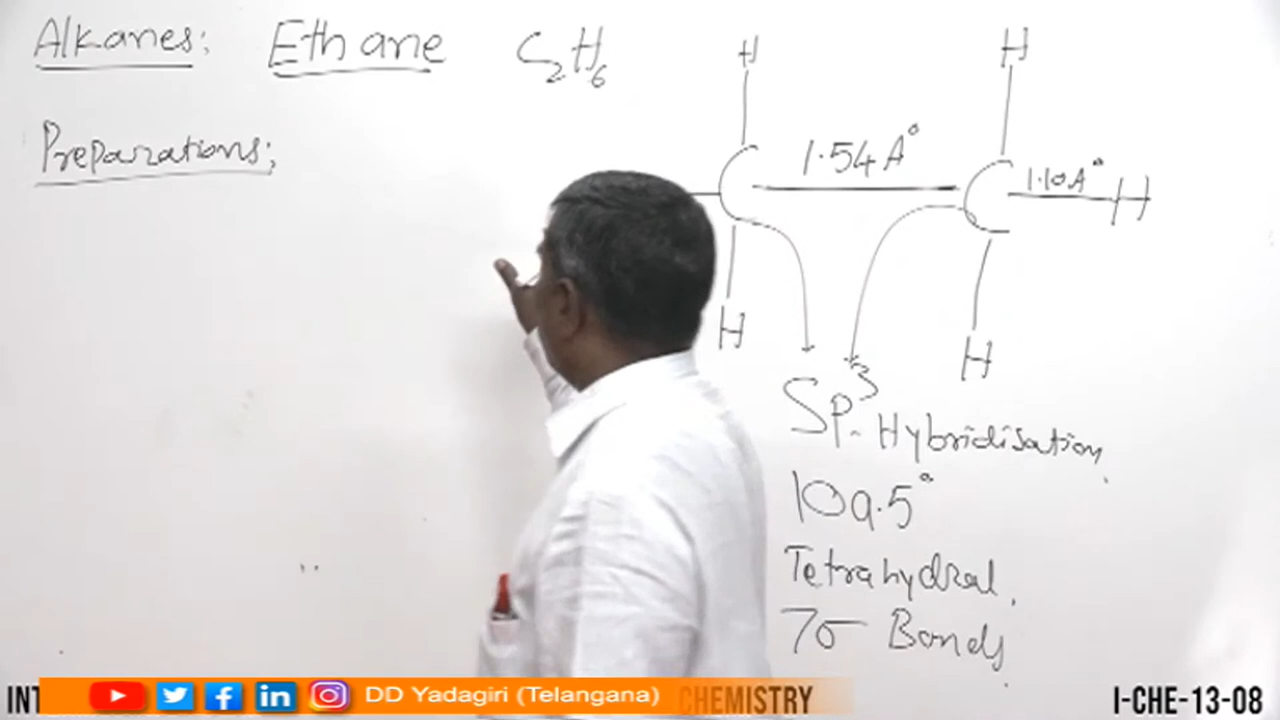 Alkanes: Ethane C2H6
Preparations:
H H
C 1.54 A° C 1.10 A° H
H H
SP3 - Hybridisation,
109.5°
Tetrahydral,
7σ Bonds
INT
DD Yadagiri (Telangana)
CHEMISTRY
I-CHE-13-08